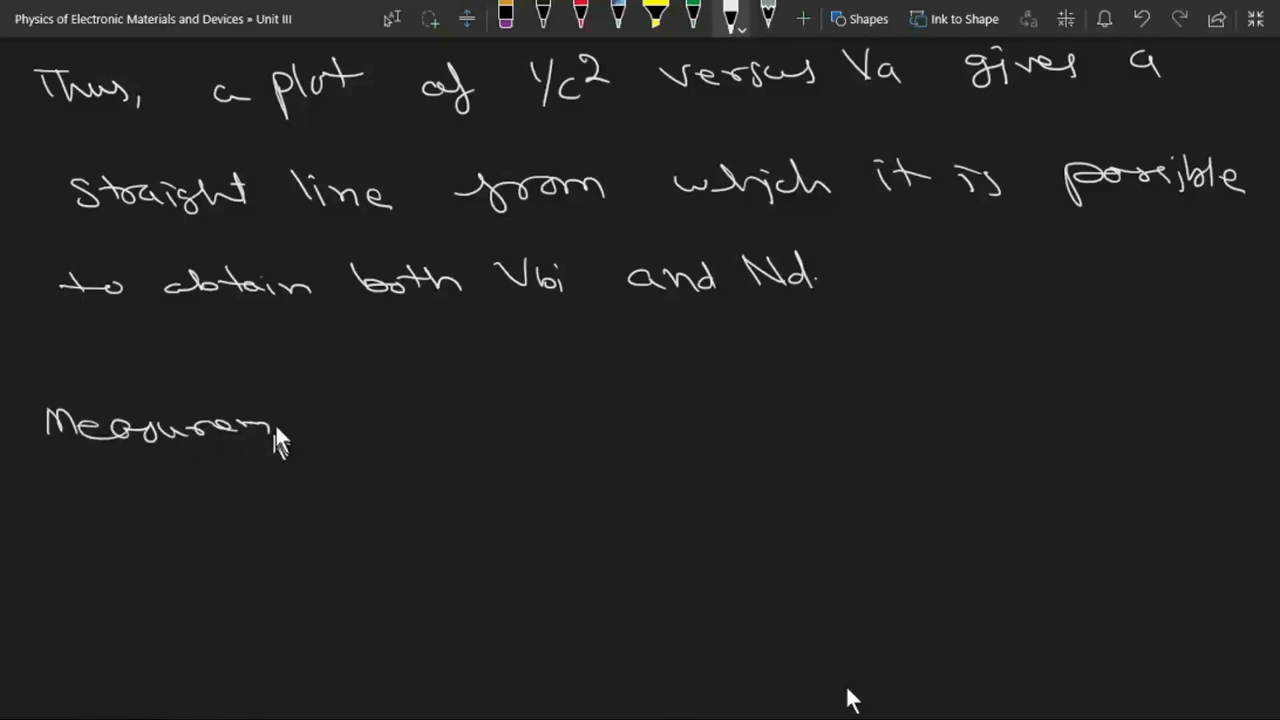 Physics of Electronic Materials and Devices » Unit III
Shapes
Ink to Shape
Thus, a plot of 1/c2 versus Va gives a
straight line from which it is possible
to obtain both Vbi and Nd.
Measurem